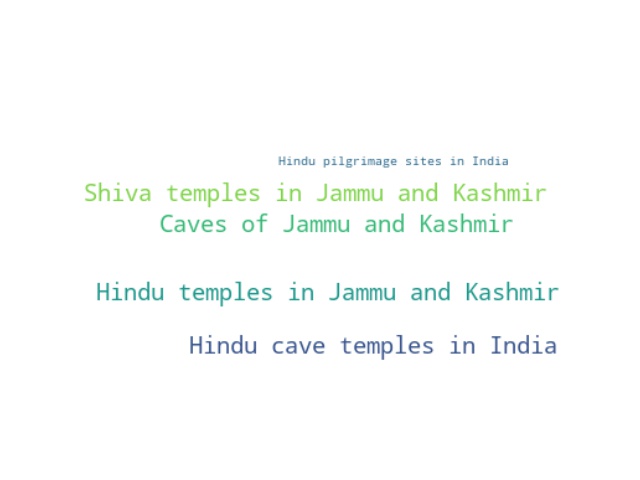 Hindu pilgrimage sites in India
Shiva temples in Jammu and Kashmir
Caves of Jammu and Kashmir
Hindu temples in Jammu and Kashmir
Hindu cave temples in India